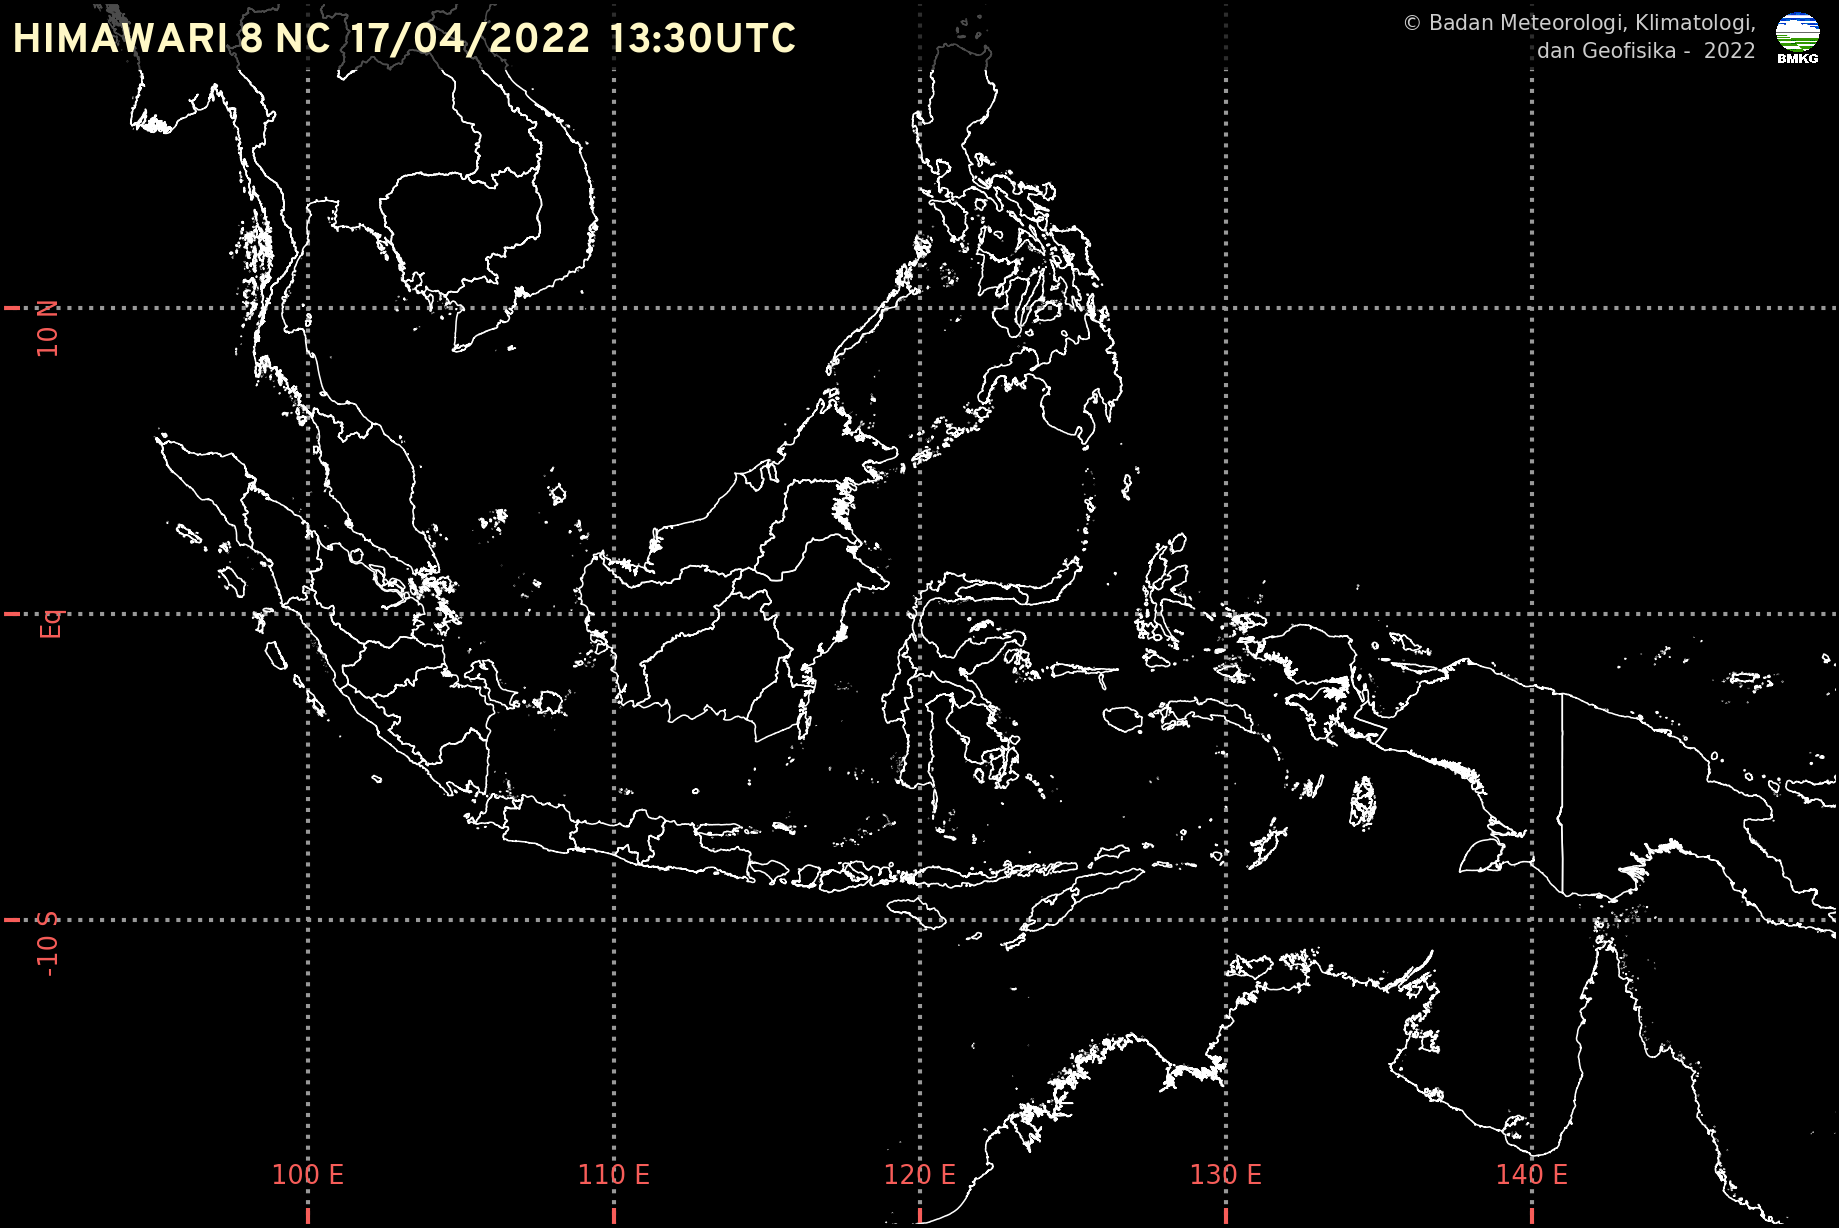 HIMAWARI 8 NC 17/04/2022 13:30UTC
© Badan Meteorologi, Klimatologi,
dan Geofisika - 2022
BMKG
10 N
Eq
-10 S
100 E
110 E
120 E
130 E
140 E